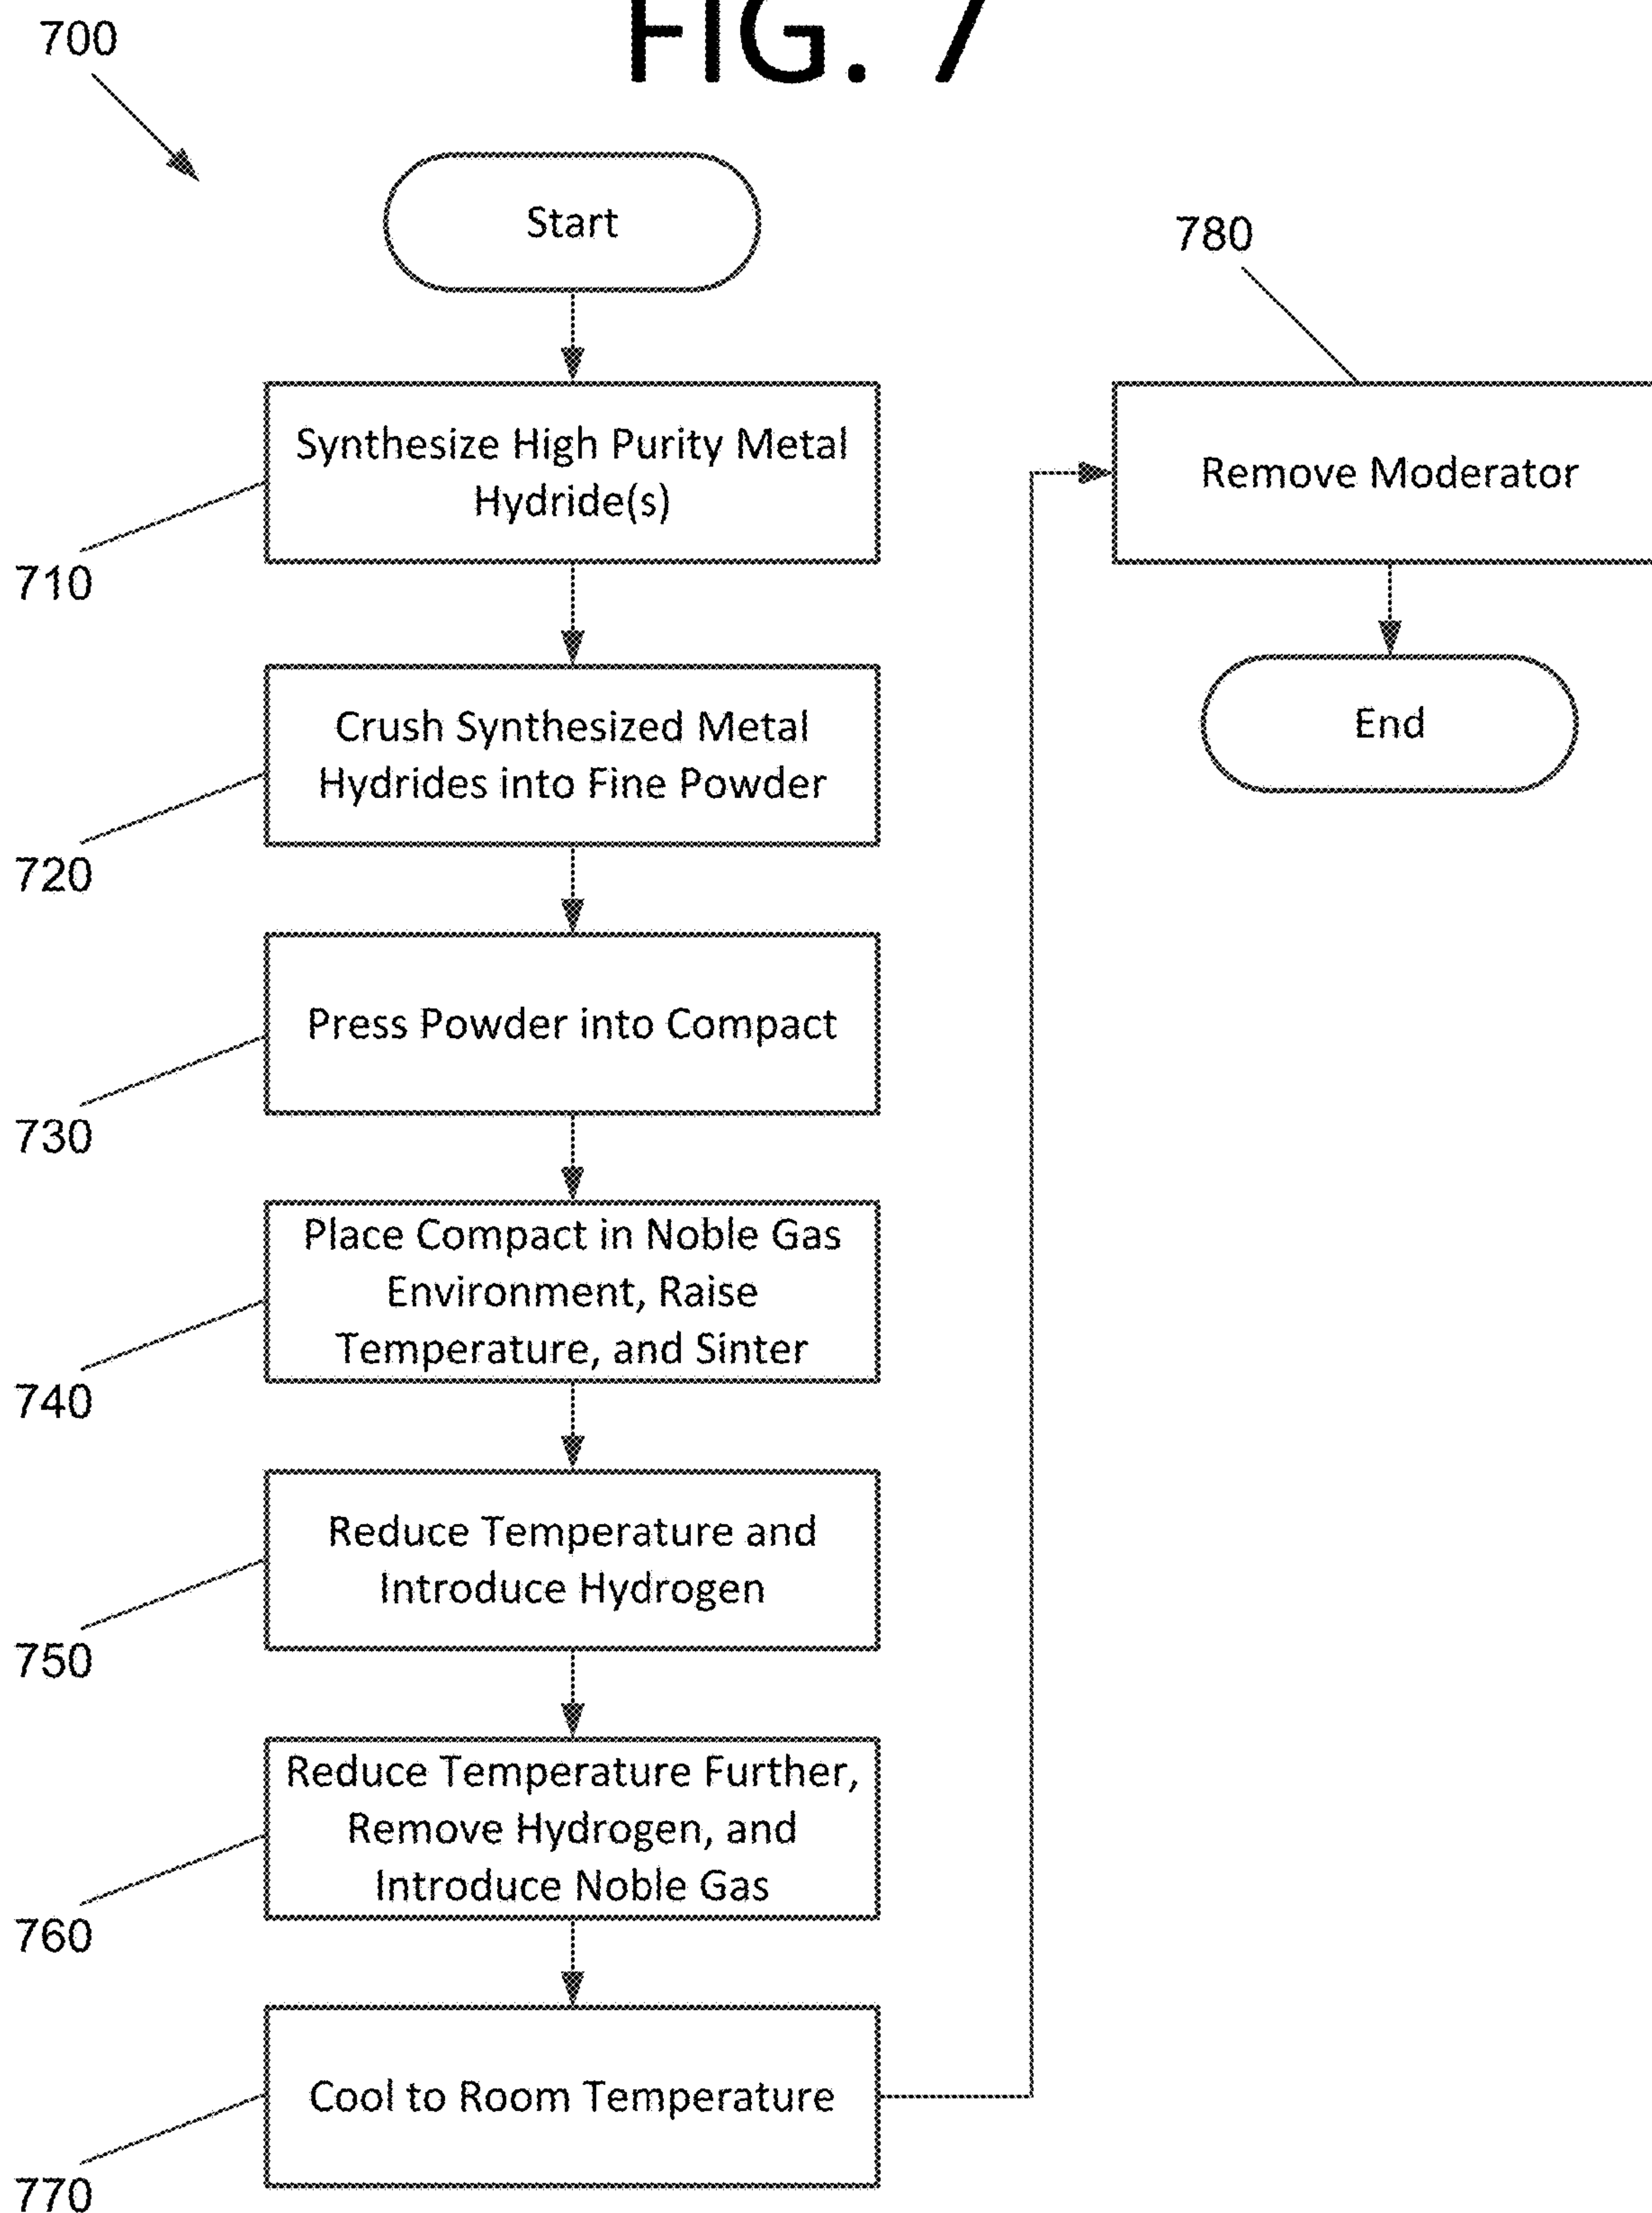 FIG. 7
700
Start
Synthesize High Purity Metal
Hydride(s)
710
Crush Synthesized Metal
Hydrides into Fine Powder
720
Press Powder into Compact
730
Place Compact in Noble Gas
Environment, Raise
Temperature, and Sinter
740
Reduce Temperature and
Introduce Hydrogen
750
Reduce Temperature Further,
Remove Hydrogen, and
Introduce Noble Gas
760
Cool to Room Temperature
770
780
Remove Moderator
End